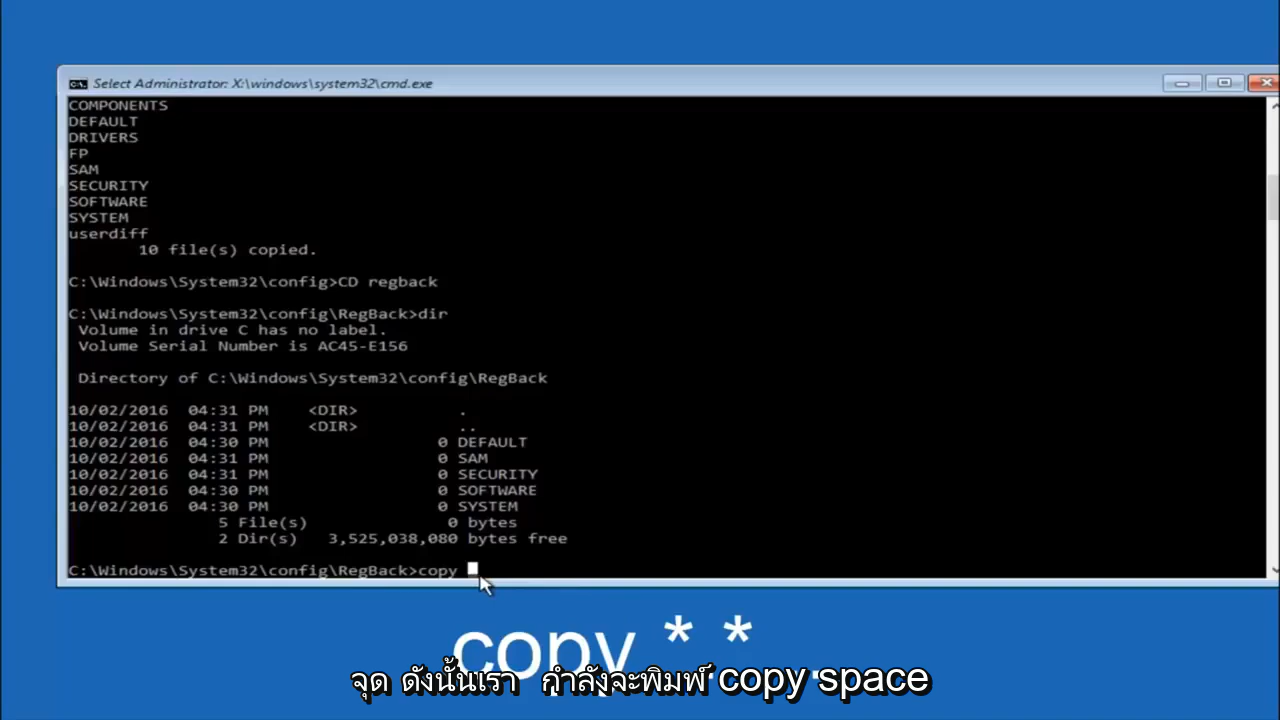 Select Administrator: X:\windows\system32\cmd.exe
COMPONENTS
DEFAULT
DRIVERS
FP
SAM
SECURITY
SOFTWARE
SYSTEM
userdiff
10 file(s) copied.
C:\Windows\System32\config>CD regback
C:\Windows\System32\config\RegBack>dir
Volume in drive C has no label.
Volume Serial Number is AC45-E156
Directory of C:\Windows\System32\config\RegBack
10/02/2016 04:31 PM <DIR> .
10/02/2016 04:31 PM <DIR> ..
10/02/2016 04:30 PM 0 DEFAULT
10/02/2016 04:31 PM 0 SAM
10/02/2016 04:31 PM 0 SECURITY
10/02/2016 04:30 PM 0 SOFTWARE
10/02/2016 04:30 PM 0 SYSTEM
5 File(s) 0 bytes
2 Dir(s) 3,525,038,080 bytes free
C:\Windows\System32\config\RegBack>copy
copy * *
จุด ดังนั้นเรา กำลังจะพิมพ์ copy space